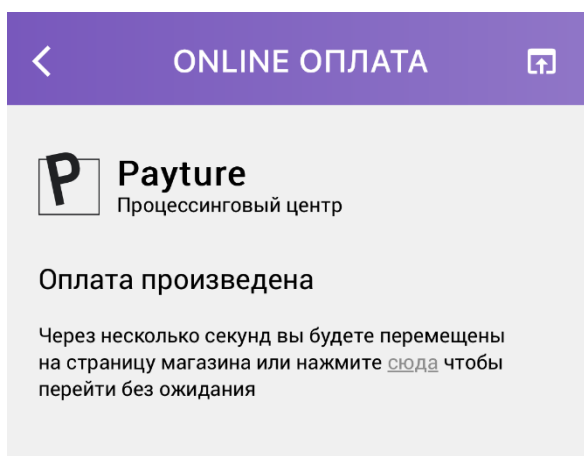 ONLINE ОПЛАТА
P
Payture
Процессинговый центр
Оплата произведена
Через несколько секунд вы будете перемещены
на страницу магазина или нажмите сюда чтобы
перейти без ожидания